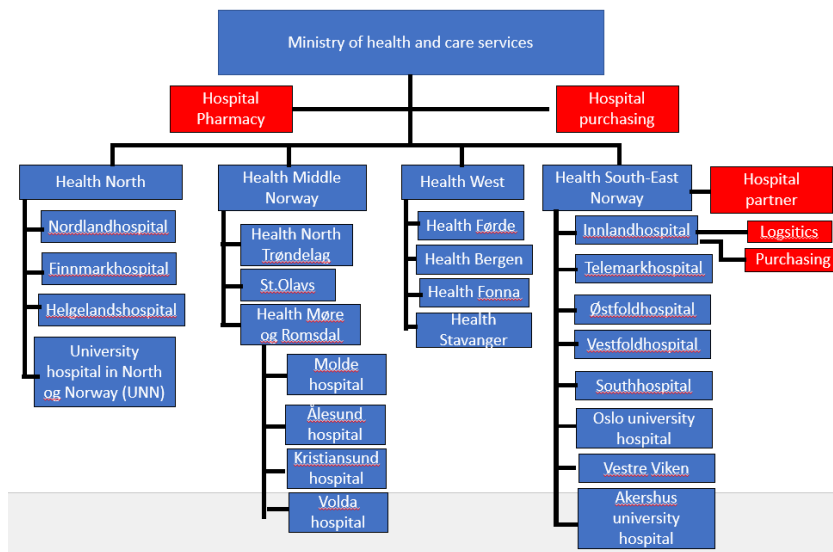 Ministry of health and care services
Hospital
Pharmacy
Hospital
purchasing
Health North
Health Middle
Norway
Health West
Health South-East
Norway
Hospital
partner
Nordlandhospital
Finnmarkhospital
Helgelandshospital
University
hospital in North
og Norway (UNN)
Health North
Trøndelag
St.Olavs
Health Møre
og Romsdal
Molde
hospital
Ålesund
hospital
Kristiansund
hospital
Volda
hospital
Health Førde
Health Bergen
Health Fonna
Health
Stavanger
Innlandhospital
Logsitics
Purchasing
Telemarkhospital
Østfoldhospital
Vestfoldhospital
Southhospital
Oslo university
hospital
Vestre Viken
Akershus
university
hospital